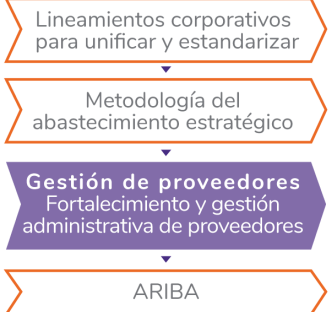 Lineamientos corporativos
para unificar y estandarizar
Metodología del
abastecimiento estratégico
Gestión de proveedores
Fortalecimiento y gestión
administrativa de proveedores
ARIBA